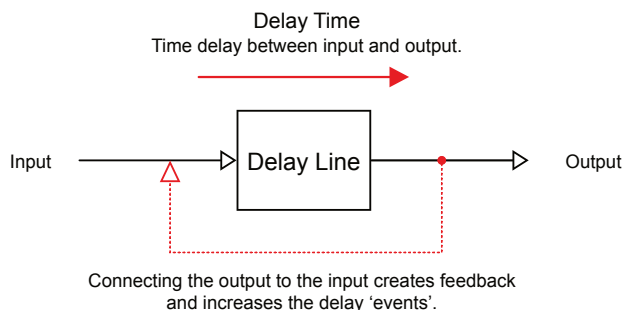 Delay Time
Time delay between input and output.
Input
Delay Line
Output
Connecting the output to the input creates feedback
and increases the delay ‘events’.